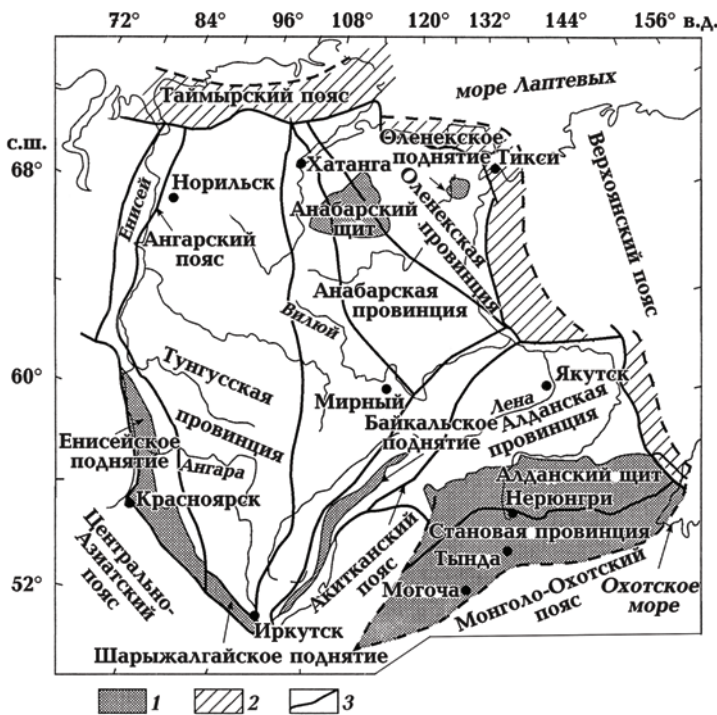 72° 84° 96° 108° 120° 132° 144° 156° в.д.
с.ш.
68°
60°
52°
Таймырский пояс
море Лаптевых
Оленекское
поднятие
Тикси
Хатанга
Норильск
Енисей
Ангарский
пояс
Анабарский
щит
Оленекская
провинция
Верхоянский пояс
Анабарская
провинция
Вилюй
Тунгусская
провинция
Мирный
Якутск
Лена
Байкальское
поднятие
Алданская
провинция
Енисейское
поднятие
Ангара
Красноярск
Алданский щит
Нерюнгри
Становая провинция
Тында
Могоча
Центрально-
Азиатский
пояс
Акитканский
пояс
Монголо-Охотский
пояс
Охотское
море
Иркутск
Шарыжалгайское поднятие
1 2 3